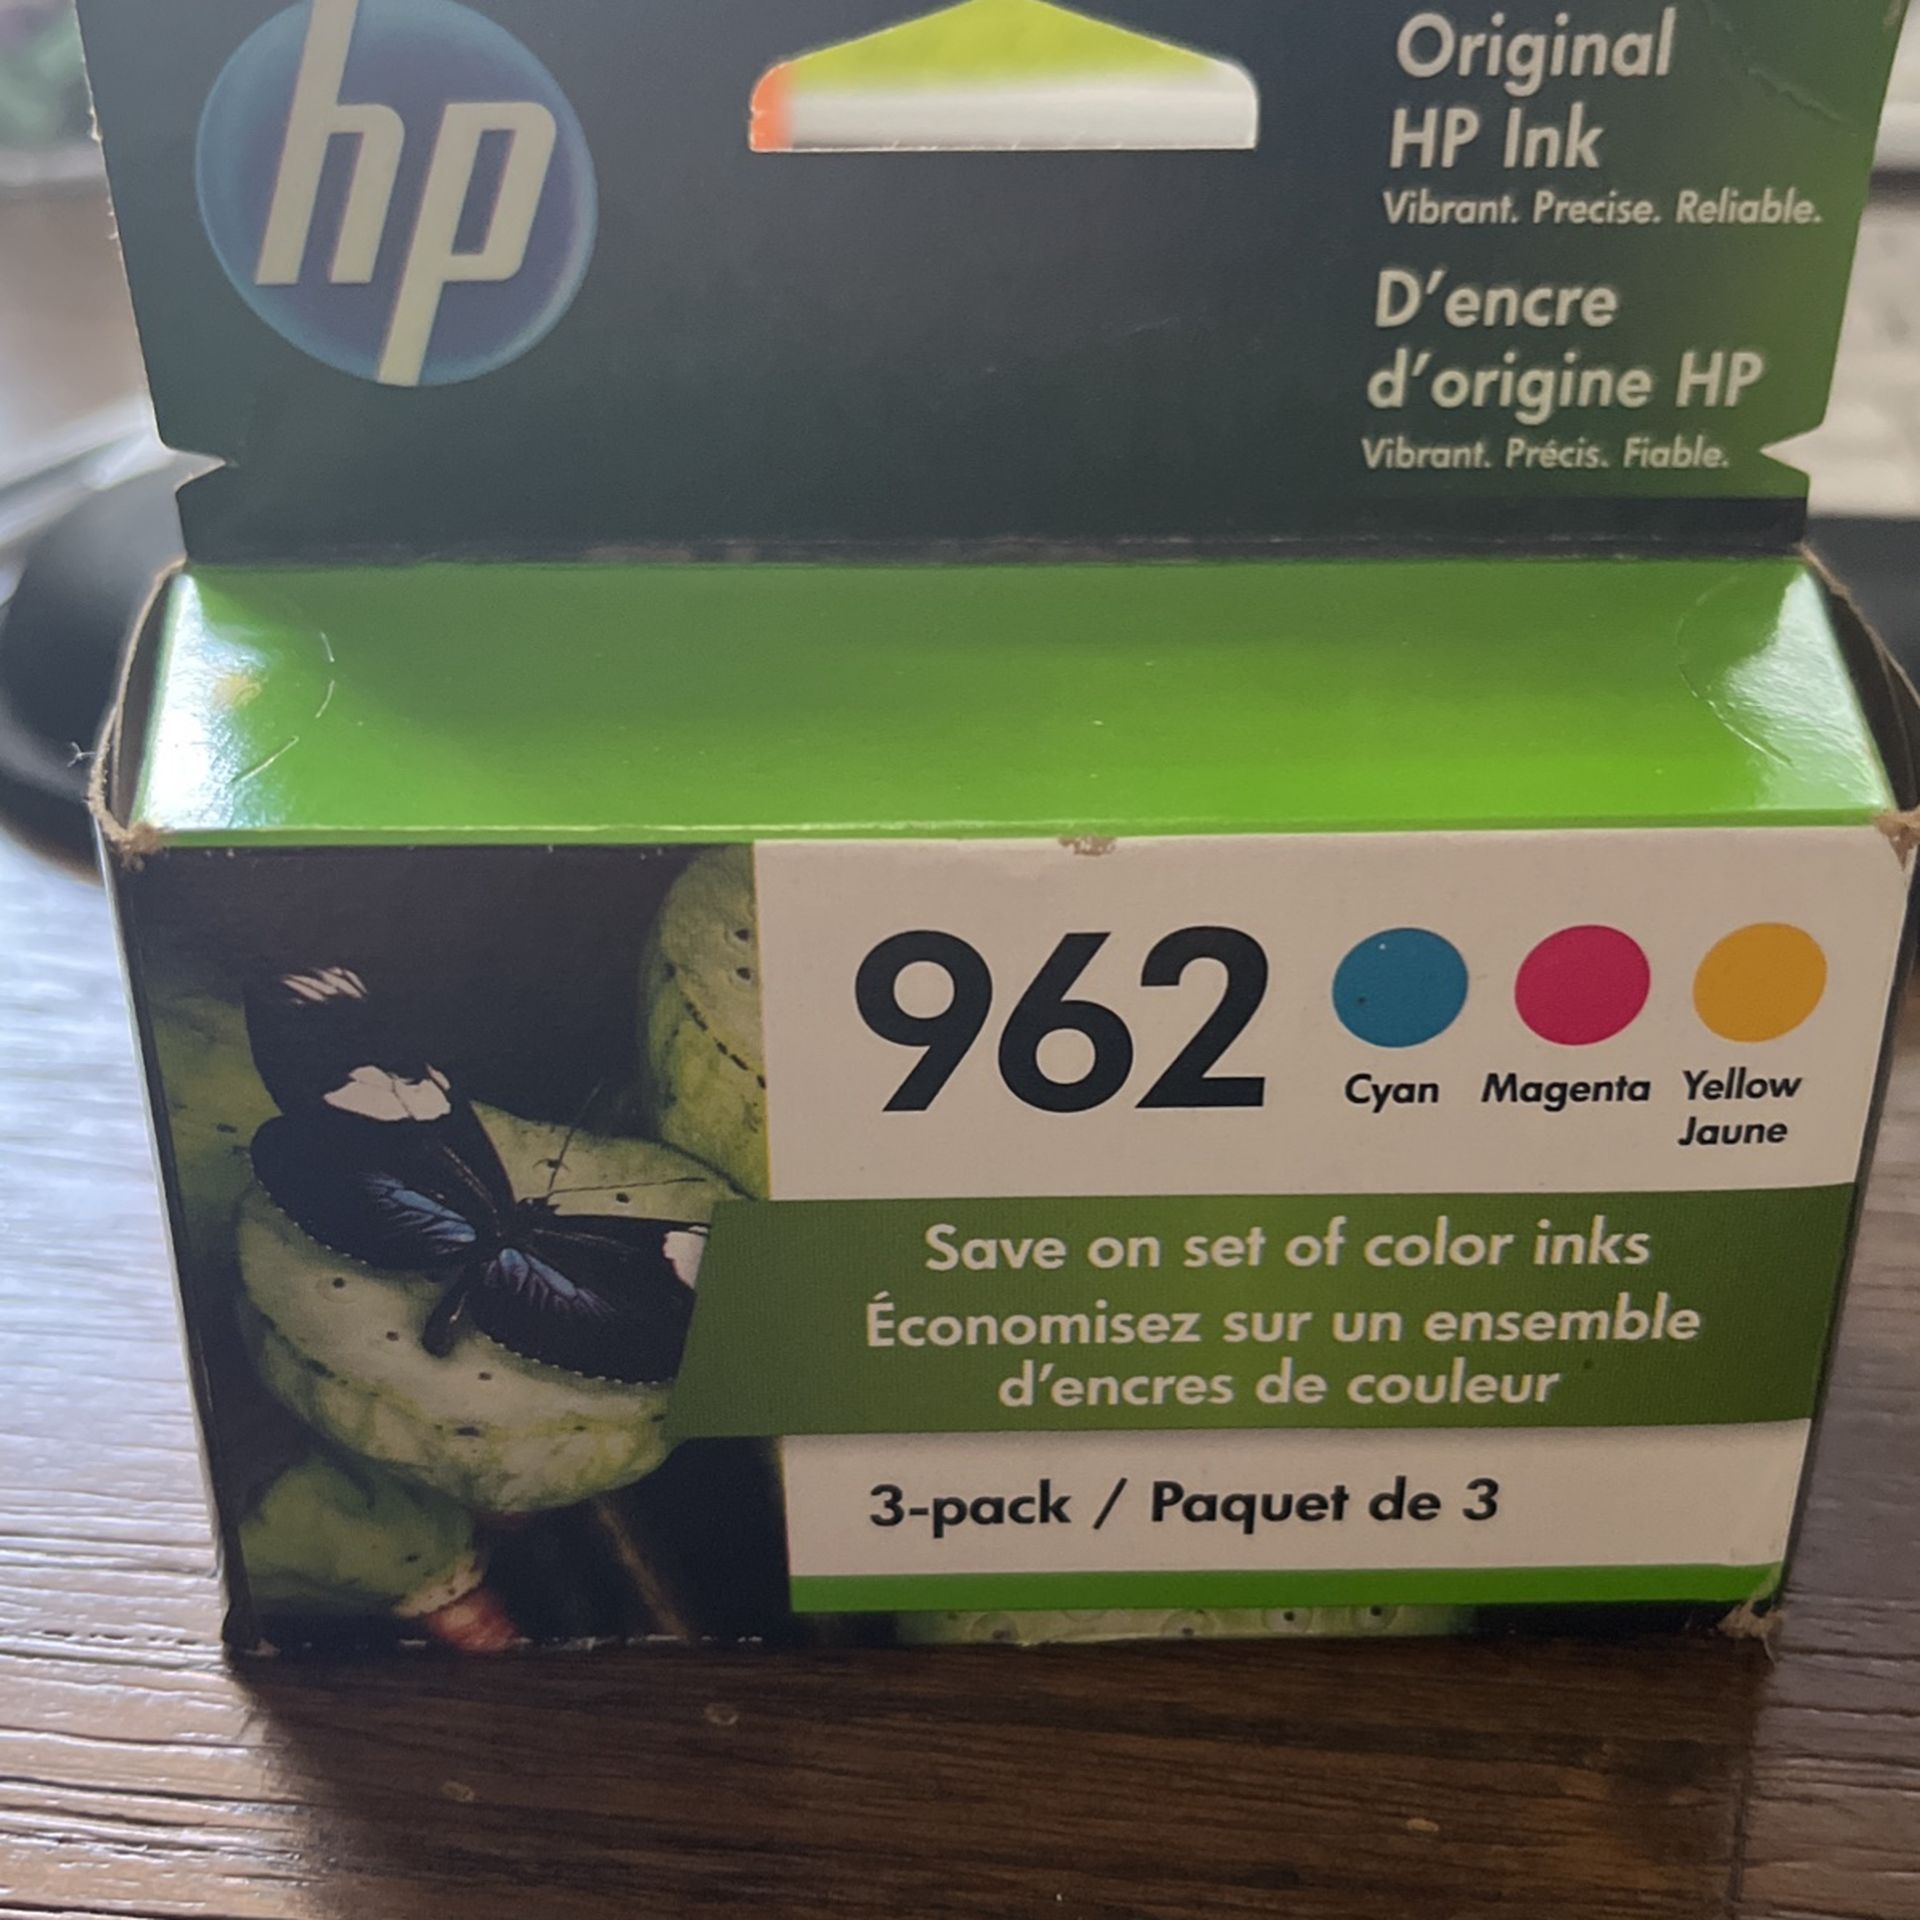 hp
Original
HP Ink
Vibrant. Precise. Reliable.
D'encre
d'origine HP
Vibrant. Précis. Fiable.
962
Cyan Magenta Yellow
Jaune
Save on set of color inks
Économisez sur un ensemble
d'encres de couleur
3-pack / Paquet de 3